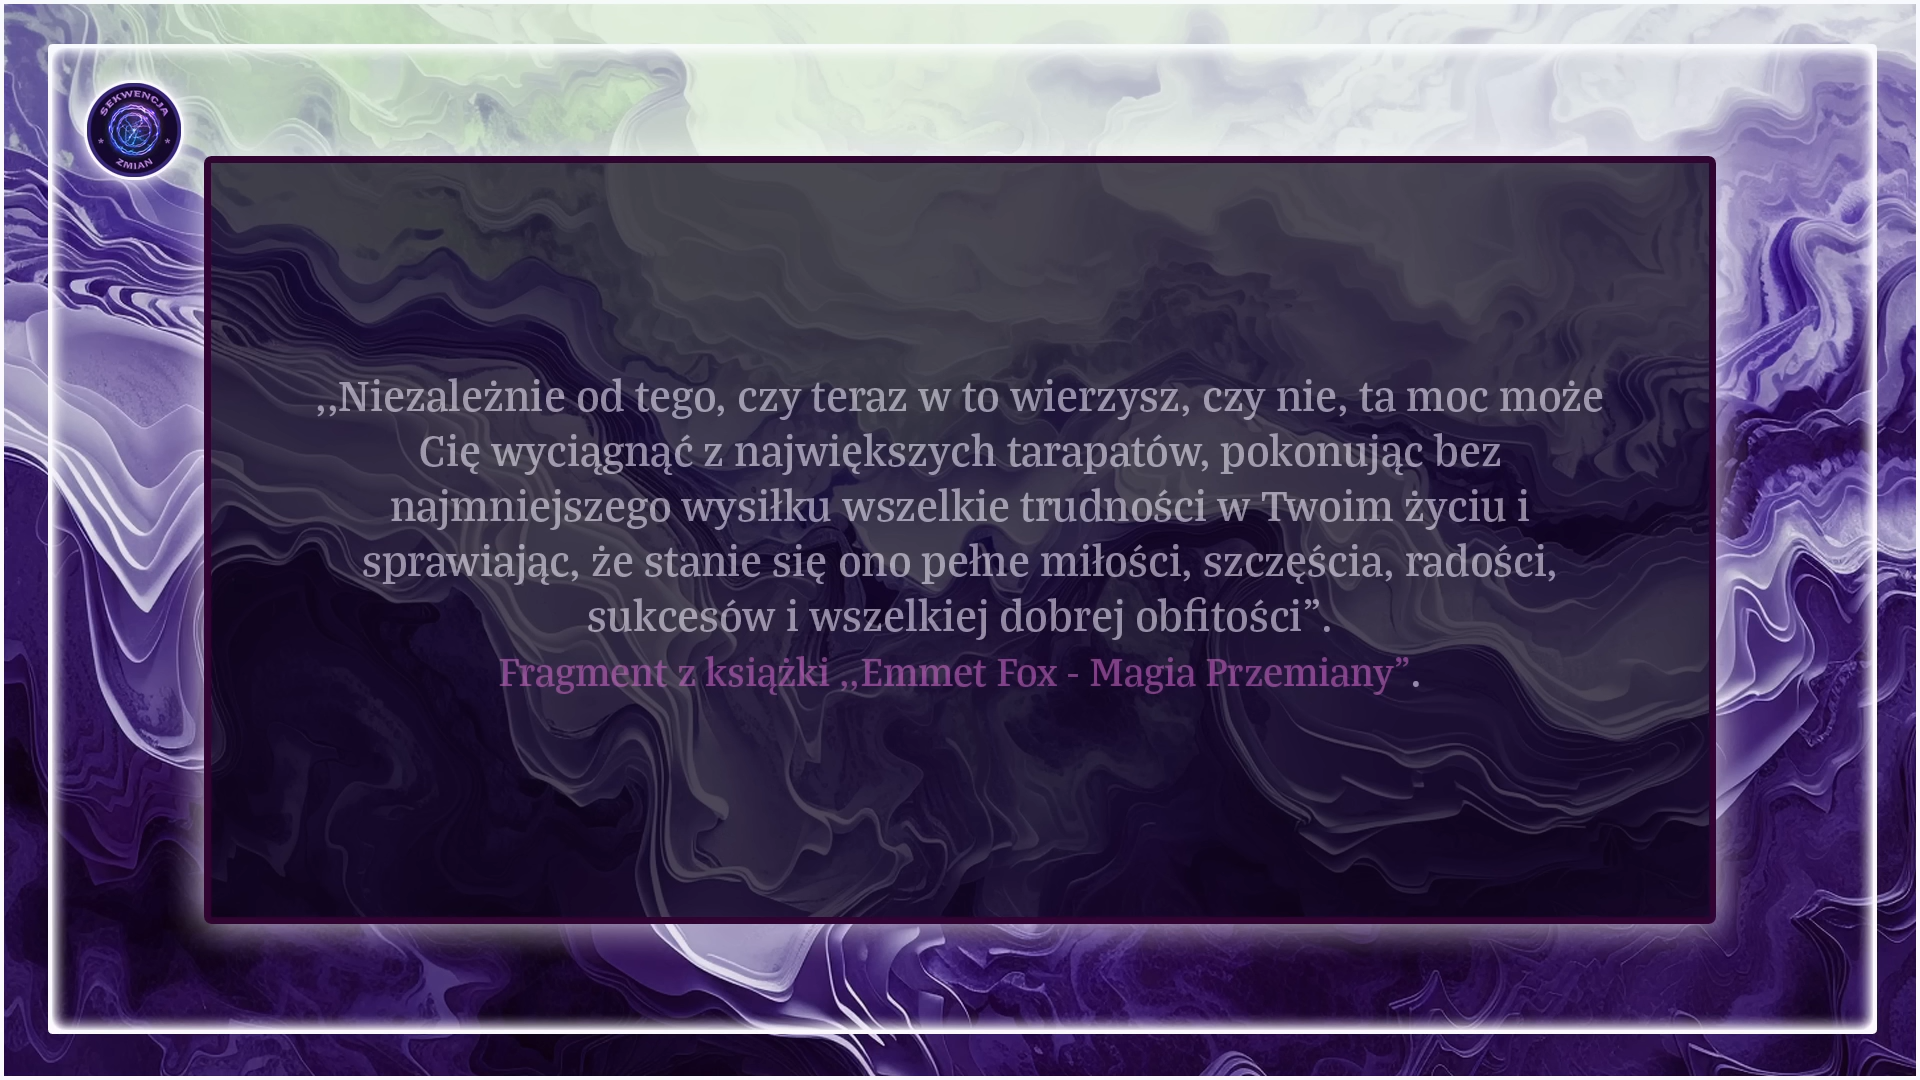 SEKWENCJA
ZMIAN
,,Niezależnie od tego, czy teraz w to wierzysz, czy nie, ta moc może
Cię wyciągnąć z największych tarapatów, pokonując bez
najmniejszego wysiłku wszelkie trudności w Twoim życiu i
sprawiając, że stanie się ono pełne miłości, szczęścia, radości,
sukcesów i wszelkiej dobrej obfitości”.
Fragment z książki ,,Emmet Fox - Magia Przemiany”.